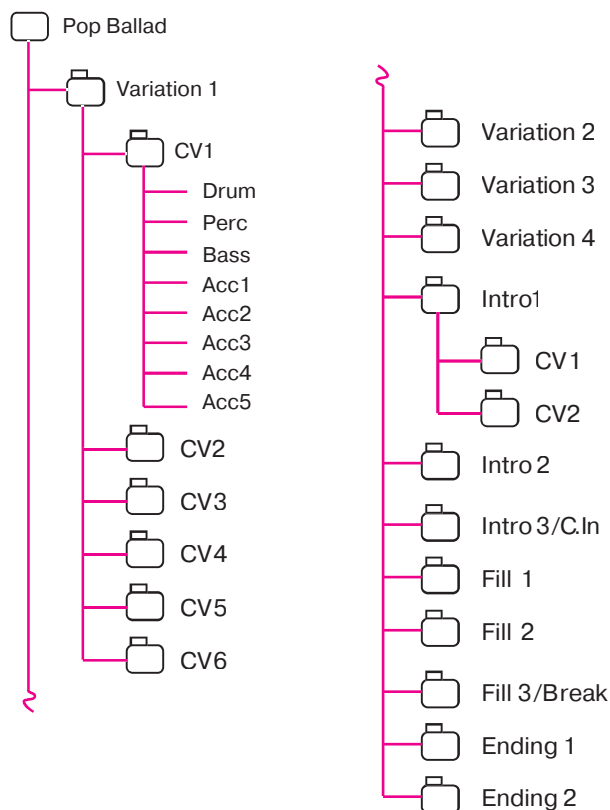 Pop Ballad
Variation 1
CV1
Drum
Perc
Bass
Acc1
Acc2
Acc3
Acc4
Acc5
CV2
CV3
CV4
CV5
CV6
Variation 2
Variation 3
Variation 4
Intro1
CV1
CV2
Intro 2
Intro 3/C.In
Fill 1
Fill 2
Fill 3/Break
Ending 1
Ending 2